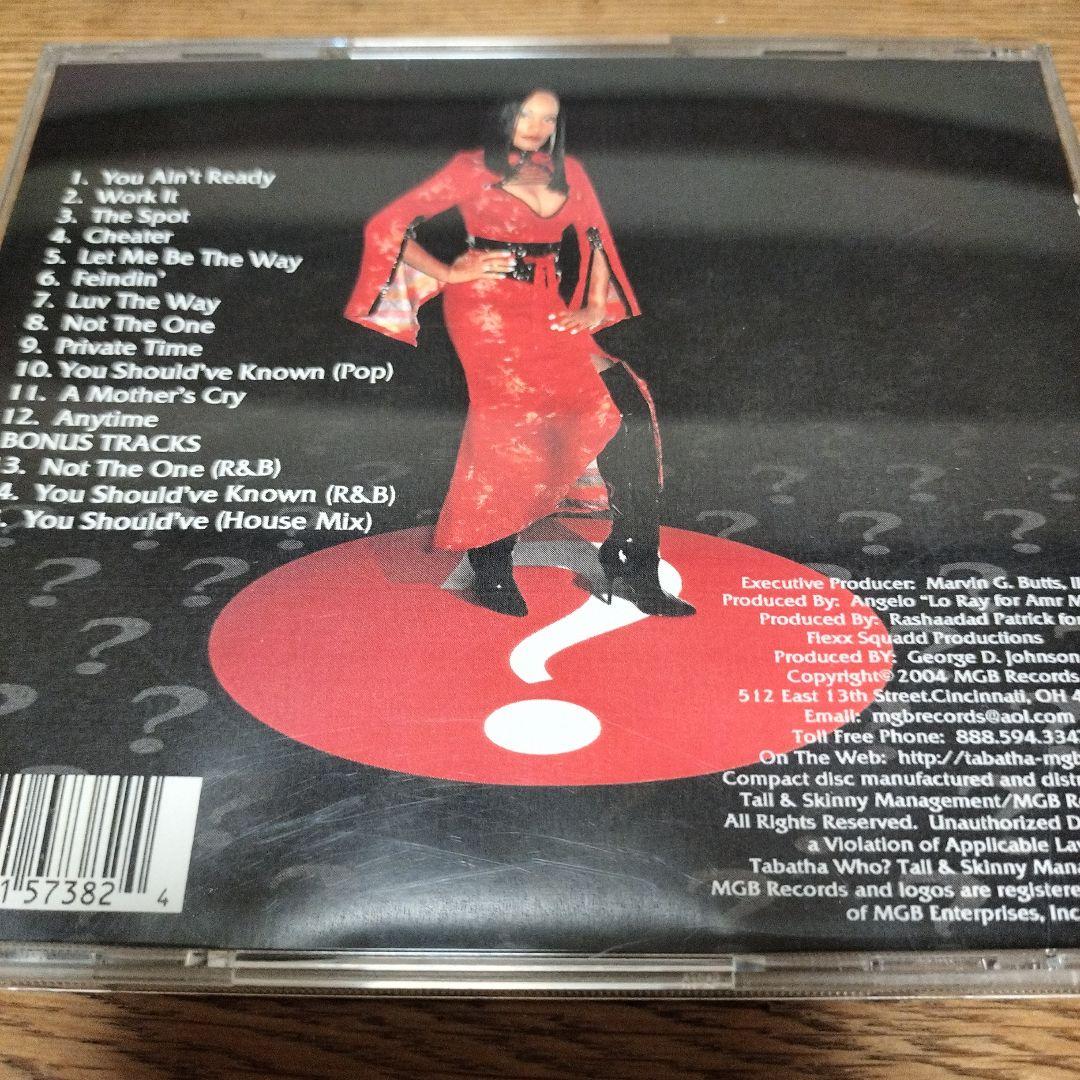 1. You Ain't Ready
2. Work It
3. The Spot
4. Cheater
5. Let Me Be The Way
6. Feindin'
7. Luv The Way
8. Not The One
9. Private Time
10. You Should've Known (Pop)
11. A Mother's Cry
12. Anytime
BONUS TRACKS
3. Not The One (R&B)
4. You Should've Known (R&B)
. You Should've (House Mix)
?
Executive Producer: Marvin G. Butts, II
Produced By: Angelo "Lo Ray for Amr M
Produced By: Rashaadad Patrick for
Flexx Squadd Productions
Produced BY: George D. Johnson
Copyright© 2004 MGB Records
512 East 13th Street.Cincinnati, OH 4
Email: mgbrecords@aol.com
Toll Free Phone: 888.594.334
On The Web: http://tabatha-mgb
Compact disc manufactured and distr
Tall & Skinny Management/MGB R
All Rights Reserved. Unauthorized D
a Violation of Applicable Law
Tabatha Who? Tall & Skinny Mana
MGB Records and logos are registere
of MGB Enterprises, Inc
1 57382 4